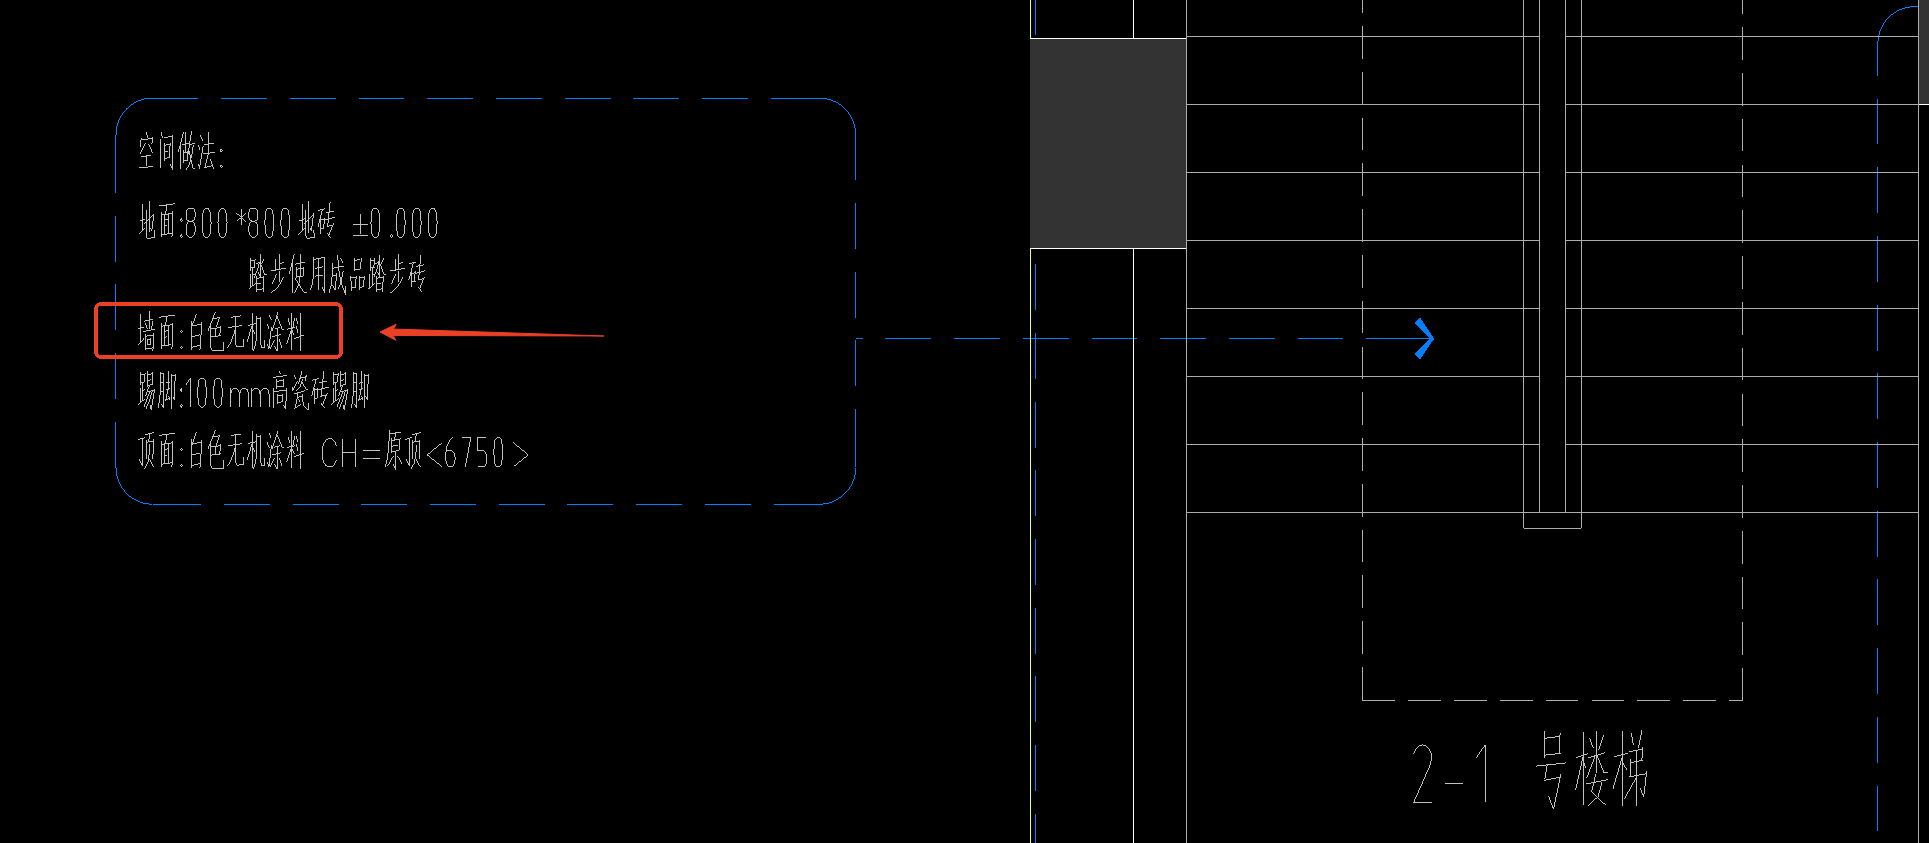 空间做法:
地面:800*800地砖 ±0.000
踏步使用成品踏步砖
墙面:白色无机涂料
踢脚:100mm高瓷砖踢脚
顶面:白色无机涂料 CH=原顶<6750>
2-1 号楼梯